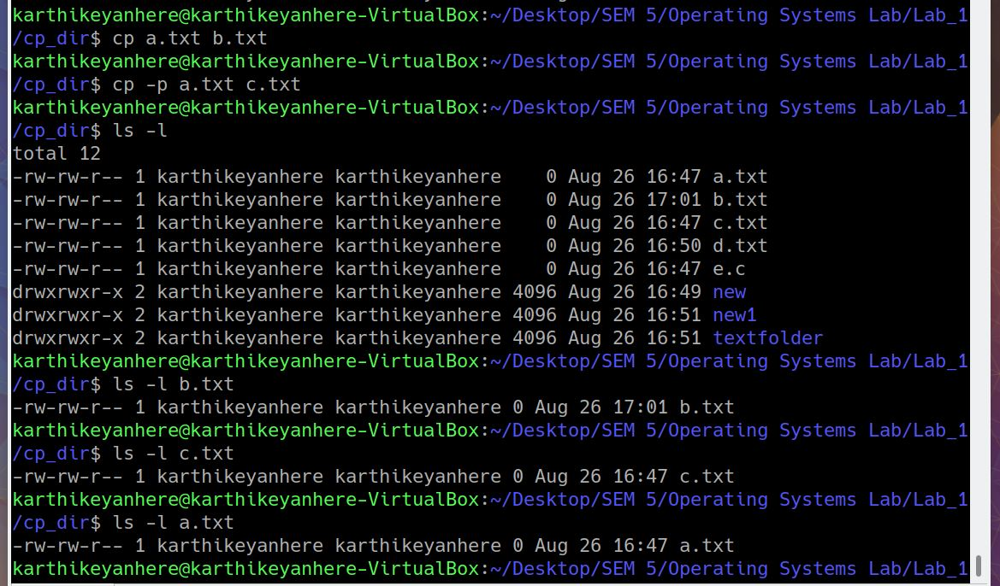 karthikeyanhere@karthikeyanhere-VirtualBox:~/Desktop/SEM 5/Operating Systems Lab/Lab_1
/cp_dir$ cp a.txt b.txt
karthikeyanhere@karthikeyanhere-VirtualBox:~/Desktop/SEM 5/Operating Systems Lab/Lab_1
/cp_dir$ cp -p a.txt c.txt
karthikeyanhere@karthikeyanhere-VirtualBox:~/Desktop/SEM 5/Operating Systems Lab/Lab_1
/cp_dir$ ls -l
total 12
-rw-rw-r-- 1 karthikeyanhere karthikeyanhere    0 Aug 26 16:47 a.txt
-rw-rw-r-- 1 karthikeyanhere karthikeyanhere    0 Aug 26 17:01 b.txt
-rw-rw-r-- 1 karthikeyanhere karthikeyanhere    0 Aug 26 16:47 c.txt
-rw-rw-r-- 1 karthikeyanhere karthikeyanhere    0 Aug 26 16:50 d.txt
-rw-rw-r-- 1 karthikeyanhere karthikeyanhere    0 Aug 26 16:47 e.c
drwxrwxr-x 2 karthikeyanhere karthikeyanhere 4096 Aug 26 16:49 new
drwxrwxr-x 2 karthikeyanhere karthikeyanhere 4096 Aug 26 16:51 new1
drwxrwxr-x 2 karthikeyanhere karthikeyanhere 4096 Aug 26 16:51 textfolder
karthikeyanhere@karthikeyanhere-VirtualBox:~/Desktop/SEM 5/Operating Systems Lab/Lab_1
/cp_dir$ ls -l b.txt
-rw-rw-r-- 1 karthikeyanhere karthikeyanhere 0 Aug 26 17:01 b.txt
karthikeyanhere@karthikeyanhere-VirtualBox:~/Desktop/SEM 5/Operating Systems Lab/Lab_1
/cp_dir$ ls -l c.txt
-rw-rw-r-- 1 karthikeyanhere karthikeyanhere 0 Aug 26 16:47 c.txt
karthikeyanhere@karthikeyanhere-VirtualBox:~/Desktop/SEM 5/Operating Systems Lab/Lab_1
/cp_dir$ ls -l a.txt
-rw-rw-r-- 1 karthikeyanhere karthikeyanhere 0 Aug 26 16:47 a.txt
karthikeyanhere@karthikeyanhere-VirtualBox:~/Desktop/SEM 5/Operating Systems Lab/Lab_1